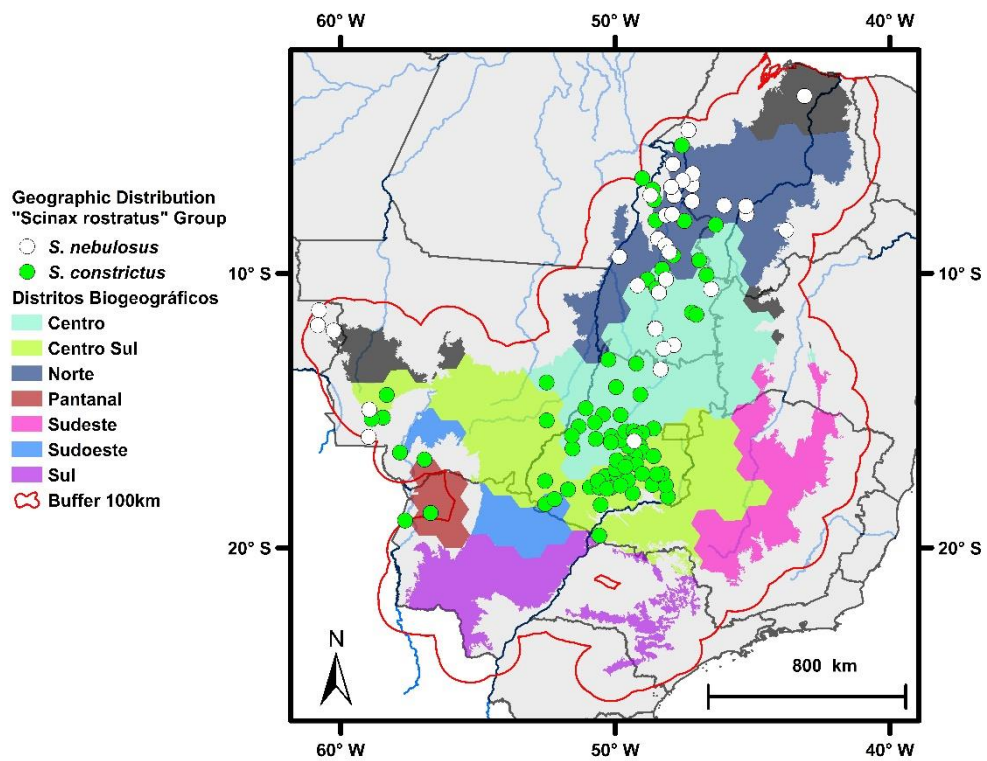 60° W 50° W 40° W
Geographic Distribution
"Scinax rostratus" Group
S. nebulosus
S. constrictus
Distritos Biogeográficos
Centro
Centro Sul
Norte
Pantanal
Sudeste
Sudoeste
Sul
Buffer 100km
10° S 10° S
20° S 20° S
N
800 km
60° W 50° W 40° W